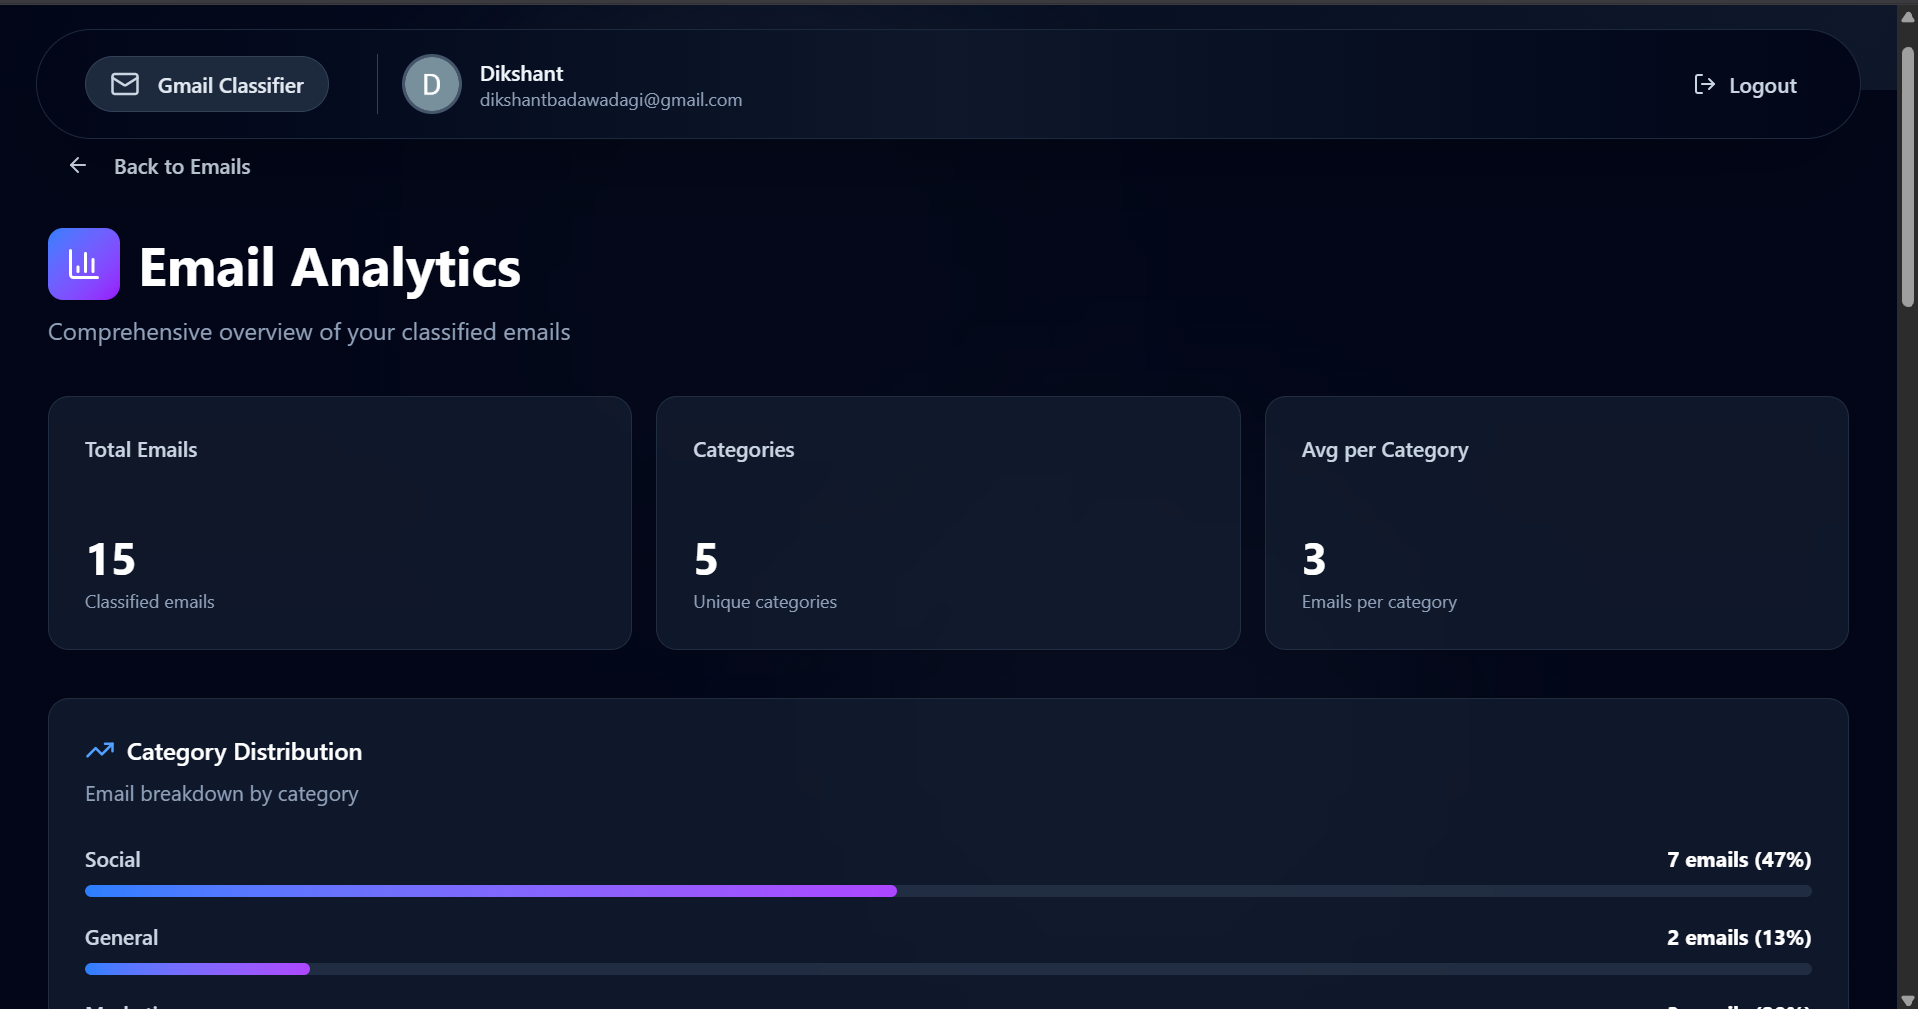 Gmail Classifier
D
Dikshant
dikshantbadawadagi@gmail.com
Logout
Back to Emails
Email Analytics
Comprehensive overview of your classified emails
Total Emails
15
Classified emails
Categories
5
Unique categories
Avg per Category
3
Emails per category
Category Distribution
Email breakdown by category
Social
7 emails (47%)
General
2 emails (13%)